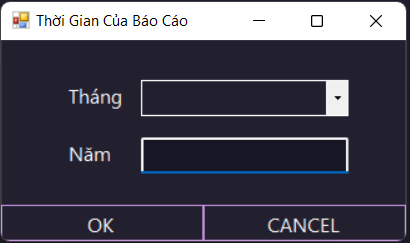 Thời Gian Của Báo Cáo
Tháng
Năm
OK
CANCEL